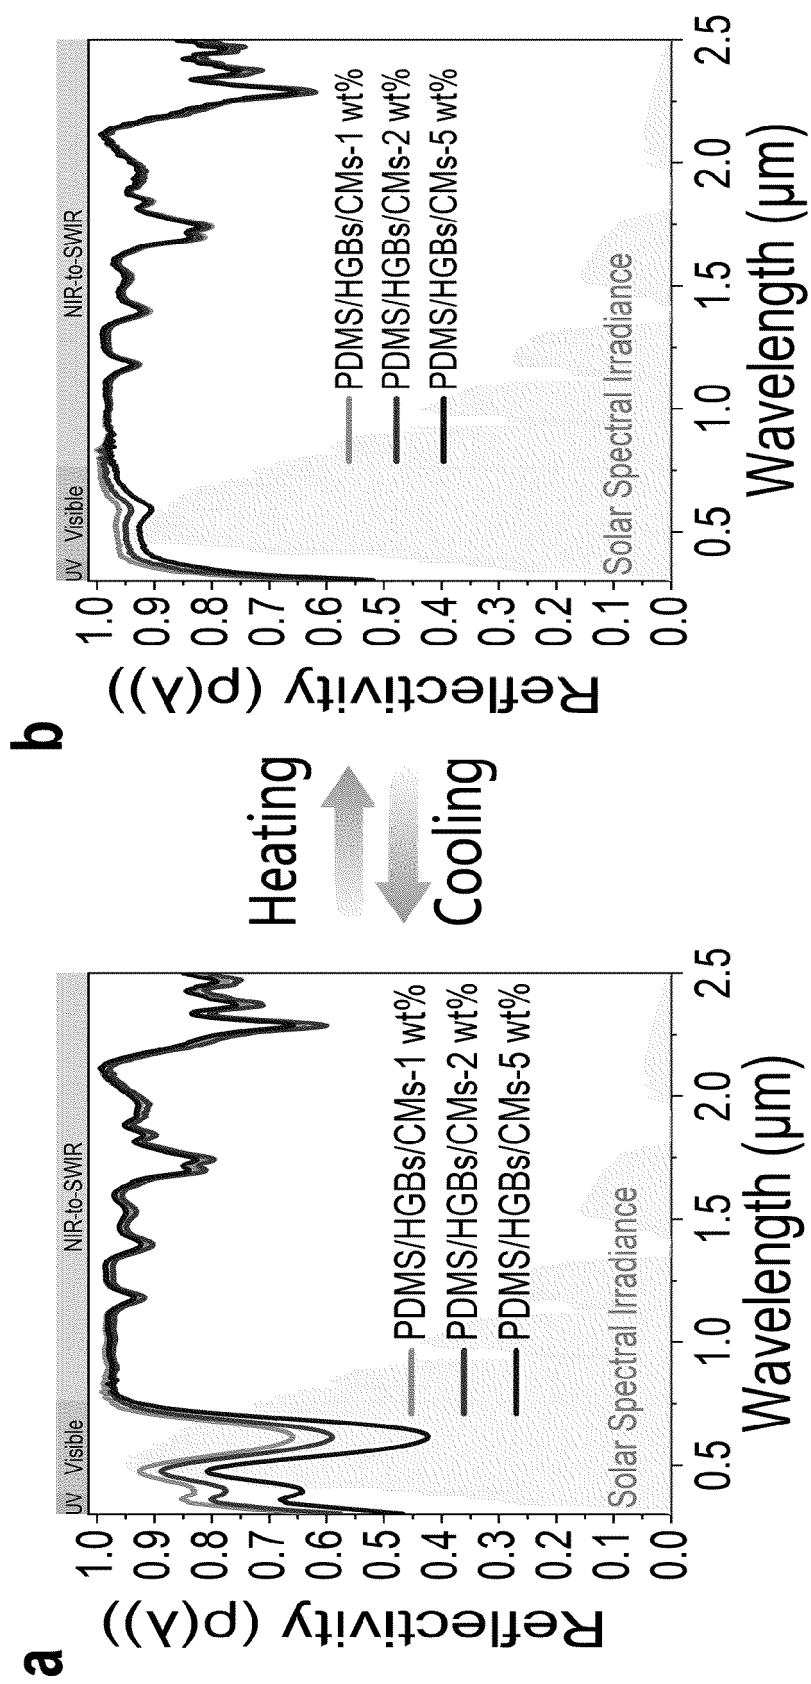 a
UV Visible NIR-to-SWIR
Reflectivity (ρ(λ))
1.0
0.9
0.8
0.7
0.6
0.5
0.4
0.3
0.2
0.1
0.0
PDMS/HGBs/CMs-1 wt%
PDMS/HGBs/CMs-2 wt%
PDMS/HGBs/CMs-5 wt%
Solar Spectral Irradiance
0.5 1.0 1.5 2.0 2.5
Wavelength (μm)
Heating
Cooling
b
UV Visible NIR-to-SWIR
Reflectivity (ρ(λ))
1.0
0.9
0.8
0.7
0.6
0.5
0.4
0.3
0.2
0.1
0.0
PDMS/HGBs/CMs-1 wt%
PDMS/HGBs/CMs-2 wt%
PDMS/HGBs/CMs-5 wt%
Solar Spectral Irradiance
0.5 1.0 1.5 2.0 2.5
Wavelength (μm)